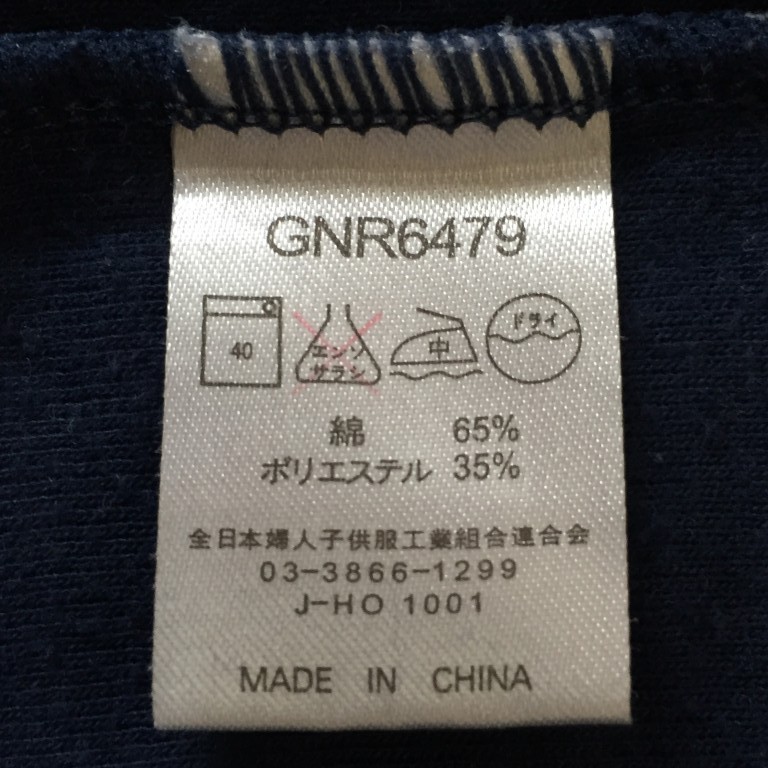 GNR6479
40 エンソ サラシ 中 ドライ
綿 65%
ポリエステル 35%
全日本婦人子供服工業組合連合会
03-3866-1299
J-HO 1001
MADE IN CHINA